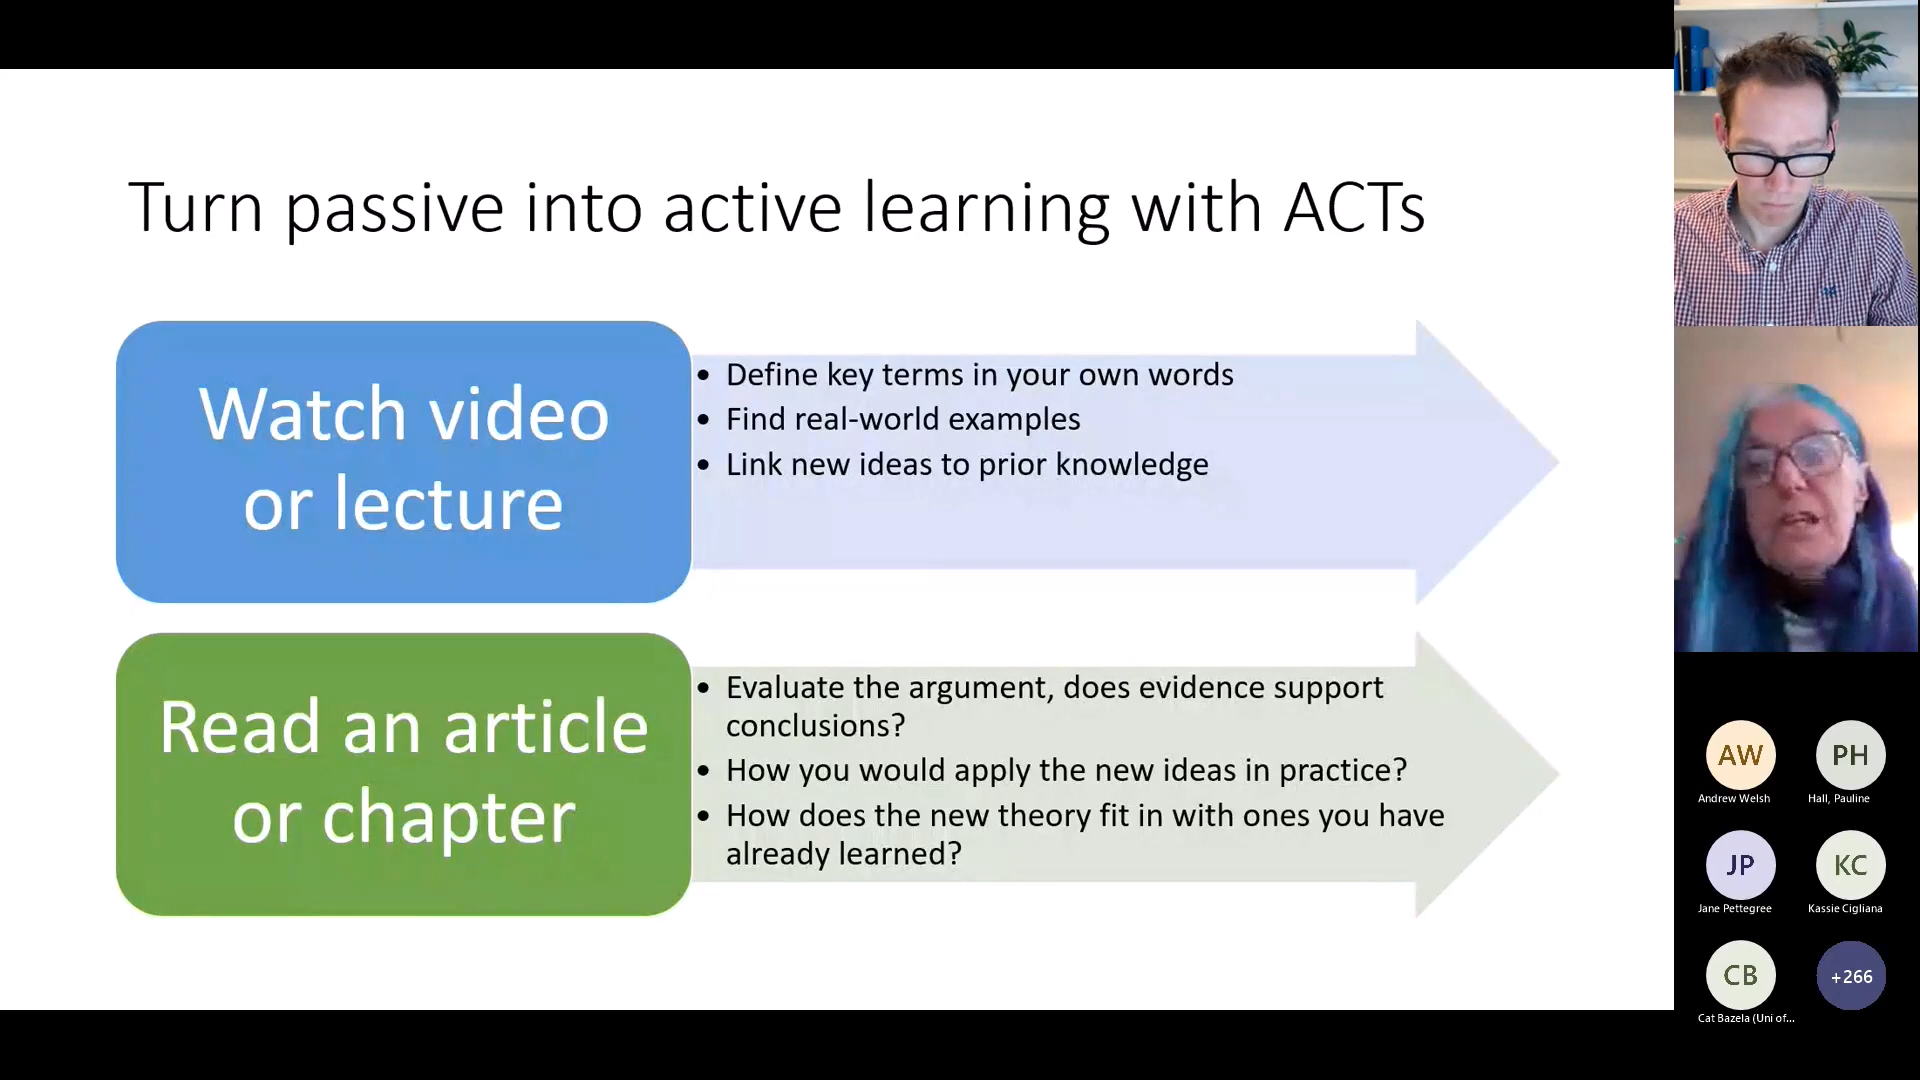 Turn passive into active learning with ACTs
Watch video
or lecture
• Define key terms in your own words
• Find real-world examples
• Link new ideas to prior knowledge
Read an article
or chapter
• Evaluate the argument, does evidence support
conclusions?
• How you would apply the new ideas in practice?
• How does the new theory fit in with ones you have
already learned?
AW
Andrew Welsh
PH
Hall, Pauline
JP
Jane Pettegree
KC
Kassie Cigliana
CB
Cat Bazela (Uni of...
+266